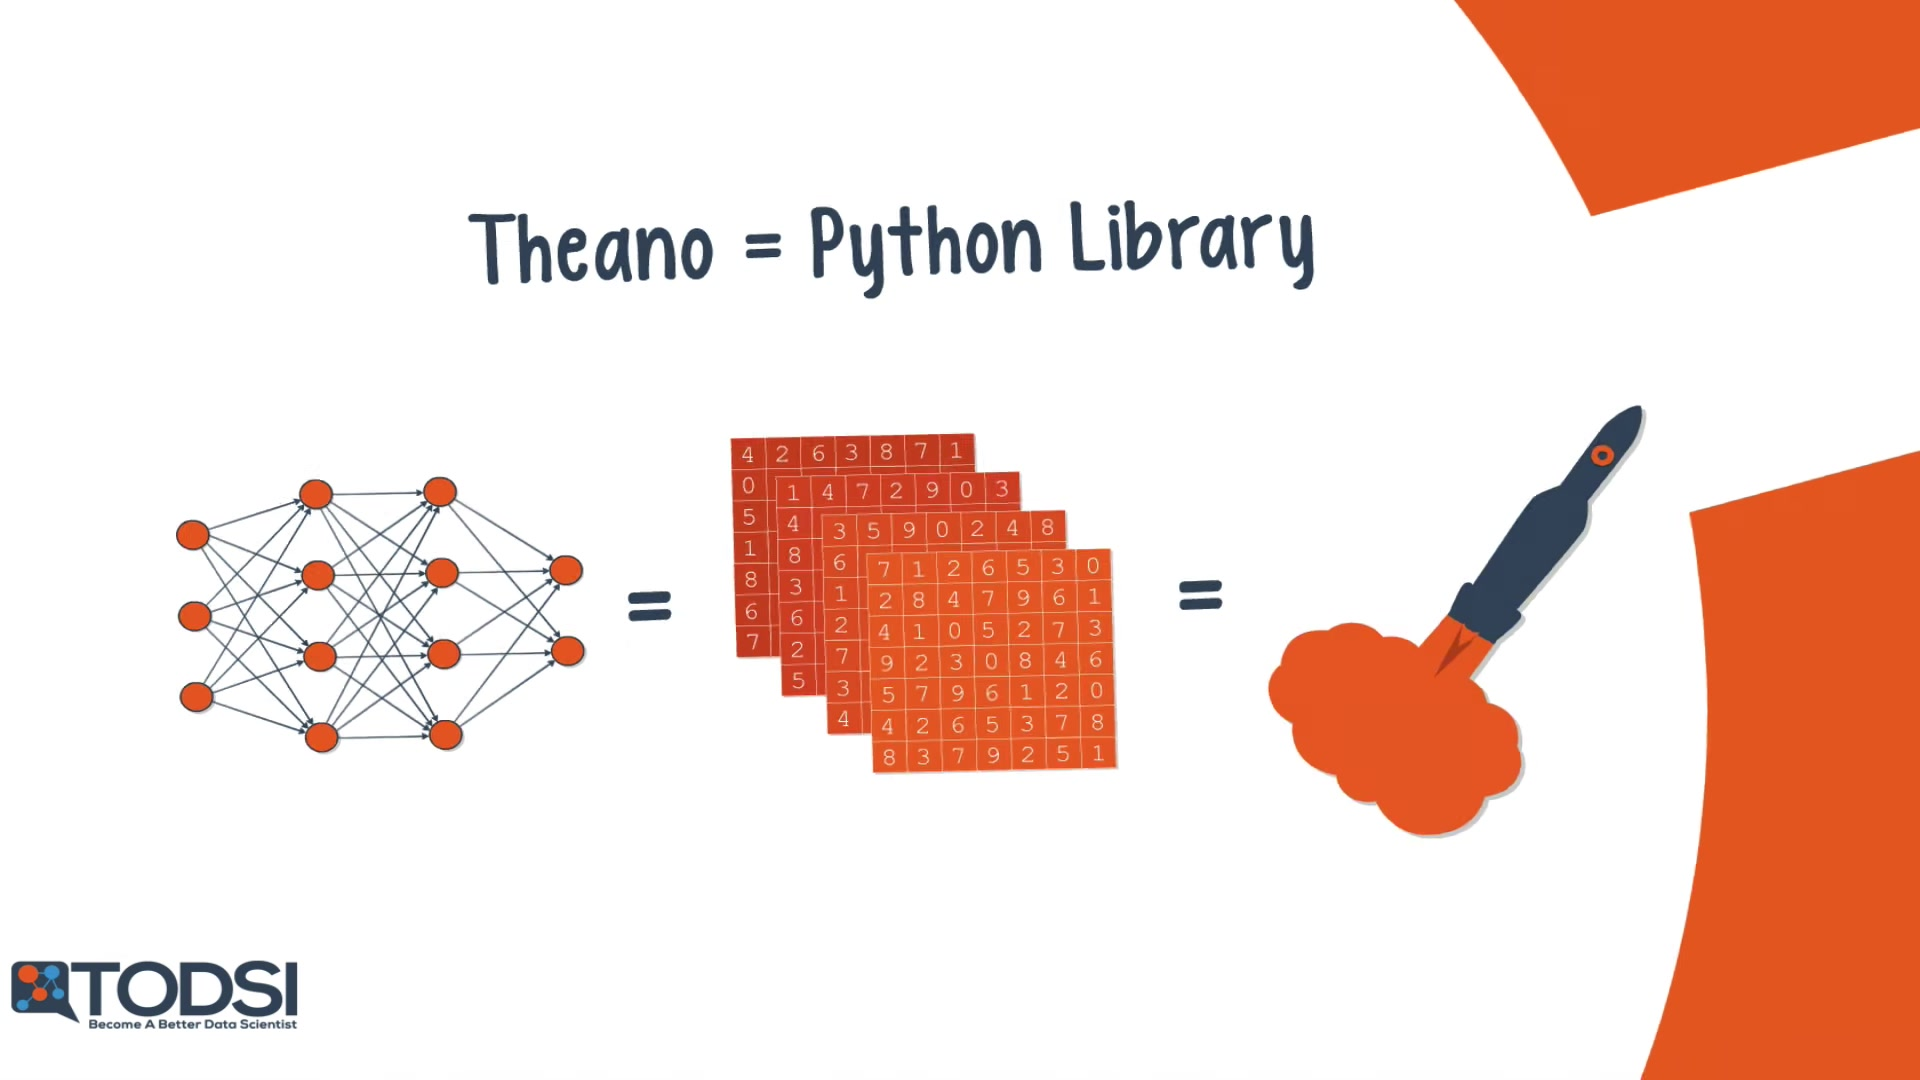 Theano = Python Library
4 2 6 3 8 7 1
0
5
1
8
6
7
1 4 7 2 9 0 3
4
8
3
6
2
5
3 5 9 0 2 4 8
6
1
2
7
3
4
7 1 2 6 5 3 0
2 8 4 7 9 6 1
4 1 0 5 2 7 3
9 2 3 0 8 4 6
5 7 9 6 1 2 0
4 2 6 5 3 7 8
8 3 7 9 2 5 1
=
=
TODSI
Become A Better Data Scientist